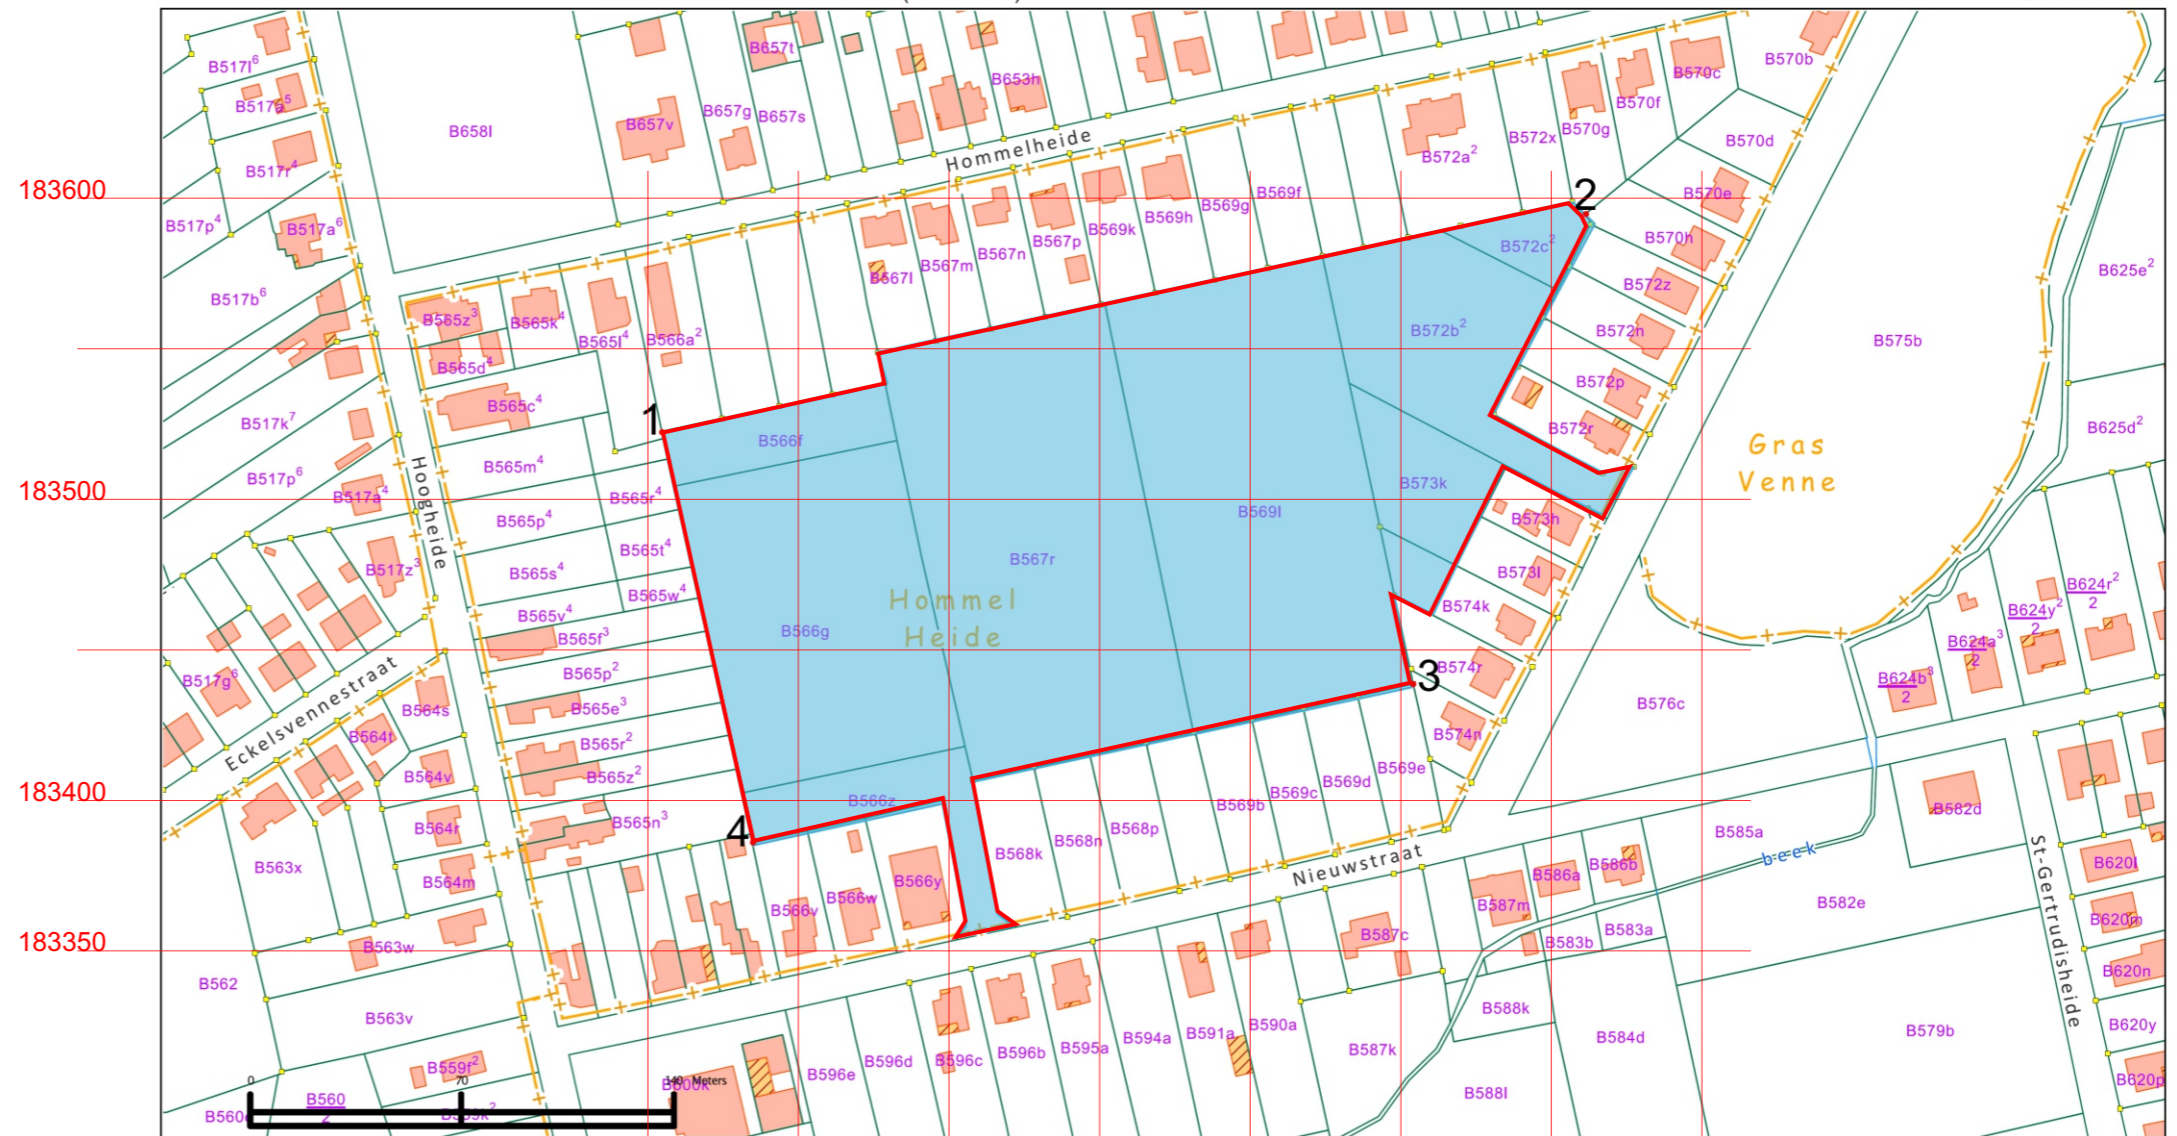 B517l⁶
B657t
B570b
B517a⁵
B653h
B570c
B658l
B657v
B657g
B657s
B570f
B570g
B572x
B570d
B517r⁴
Hommelheide
B572a²
183600
B517p⁴
B517a⁶
B569k
B569h
B569g
B569f
2
B570e
B567l
B567m
B567n
B567p
B572c²
B570h
B625e²
B517b⁶
B572z
B565z³
B565k⁴
B565l⁴
B566a²
B572b²
B572n
B575b
B565d⁴
B572p
B565c⁴
B517k⁷
1
B566f
B572r
B625d²
Gras
Venne
B565m⁴
B517p⁶
183500
B517a⁴
Hoogheide
B565r⁴
B573k
B565p⁴
B569l
B573h
B565t⁴
B567r
B517z³
B565s⁴
B573l
B624r²
2
B565w⁴
Hommel
Heide
B574k
B624y²
2
B565v⁴
B565f³
B566g
B624a³
2
B565p²
3
B574r
B517g⁶
B624b³
2
Eckelsvennestraat
B564s
B565e³
B576c
B564t
B565r²
B574n
B564v
B565z²
B569e
B569d
B569c
B569b
183400
B566z
B582d
B564r
B565n³
4
B568p
B568n
B568k
B585a
Nieuwstraat
beek
B563x
B564m
B566y
B566w
B566v
B586b
B586a
B620l
St-Gertrudisheide
B587m
B582e
B620m
183350
B563w
B587c
B583b
B583a
B562
B620n
B563v
B588k
B620y
B594a
B591a
B590a
B587k
B584d
B579b
B595a
B596b
B596c
B596d
B596e
B559f²
0
70
140 Meters
B600k
B588l
B620p
B560
2